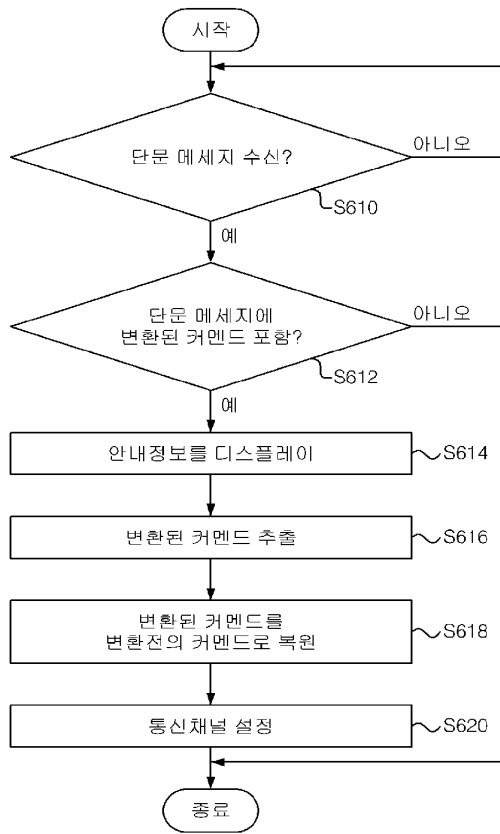 시작
단문 메세지 수신?
아니오
S610
예
단문 메세지에
변환된 커멘드 포함?
아니오
S612
예
안내정보를 디스플레이
S614
변환된 커멘드 추출
S616
변환된 커멘드를
변환전의 커멘드로 복원
S618
통신채널 설정
S620
종료